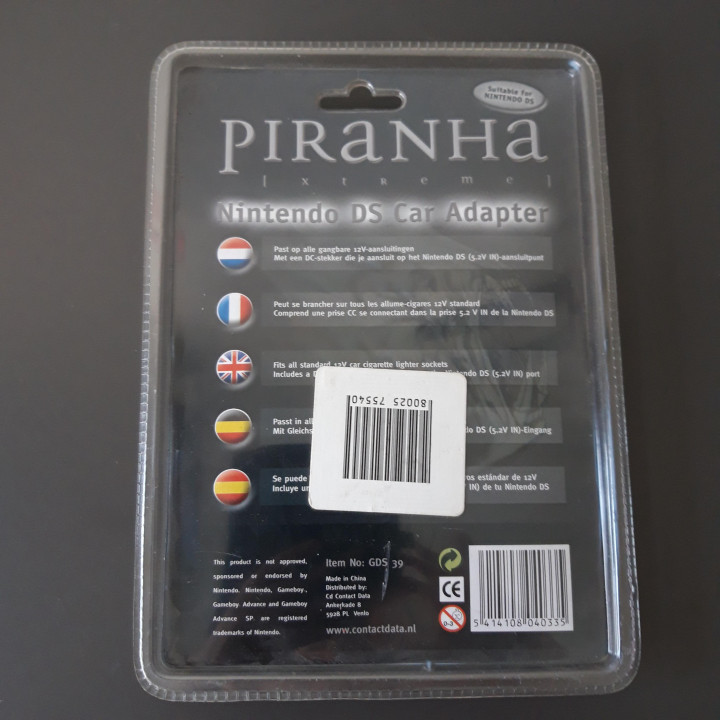 Suitable for
NINTENDO DS
PIRANHA
[ x t R e m e ]
Nintendo DS Car Adapter
Past op alle gangbare 12V-aansluitingen
Met een DC-stekker die je aansluit op het Nintendo DS (5.2V IN)-aansluitpunt
Peut se brancher sur tous les allume-cigares 12V standard
Comprend une prise CC se connectant dans la prise 5.2 V IN de la Nintendo DS
Fits all standard 12V car cigarette lighter sockets
Includes a Nintendo DS (5.2V IN) port
Passt in all
Mit Gleichs DS (5.2V IN)-Eingang
Se puede ros estándar de 12V
Incluye un IN) de tu Nintendo DS
80025 75540
This product is not approved,
sponsored or endorsed by
Nintendo. Nintendo, Gameboy,
Gameboy Advance and Gameboy
Advance SP are registered
trademarks of Nintendo.
Item No: GDS 39
Made in China
Distributed by:
Cd Contact Data
Ankerkade 8
5928 PL Venlo
www.contactdata.nl
CE
0-3
5 414108 040335